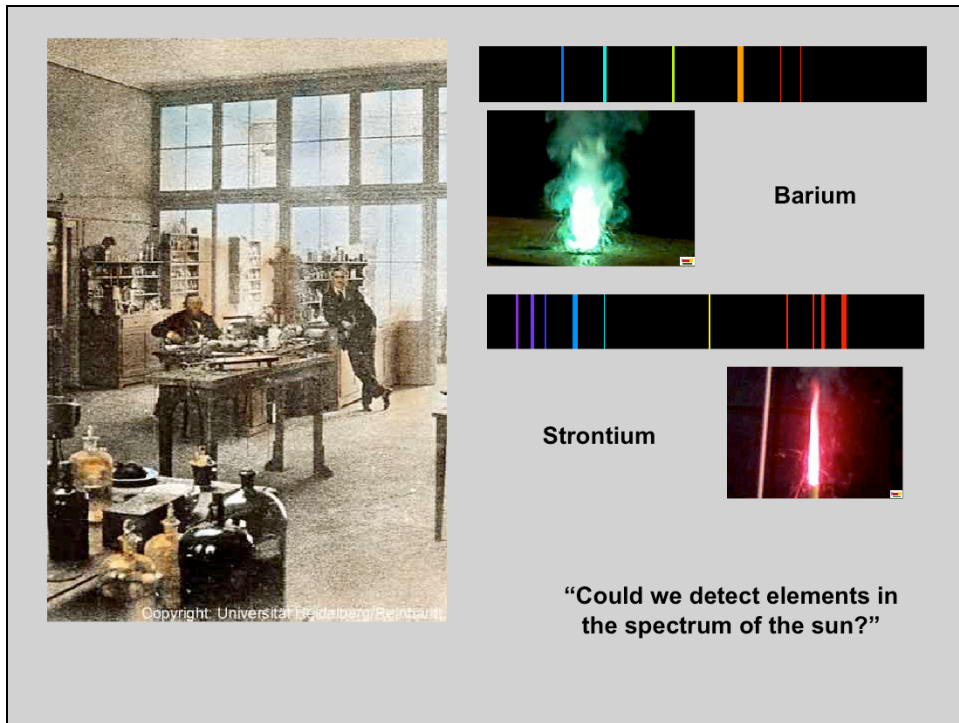 Barium
Strontium
“Could we detect elements in
the spectrum of the sun?”
Copyright: Universität Heidelberg/Reinhardt